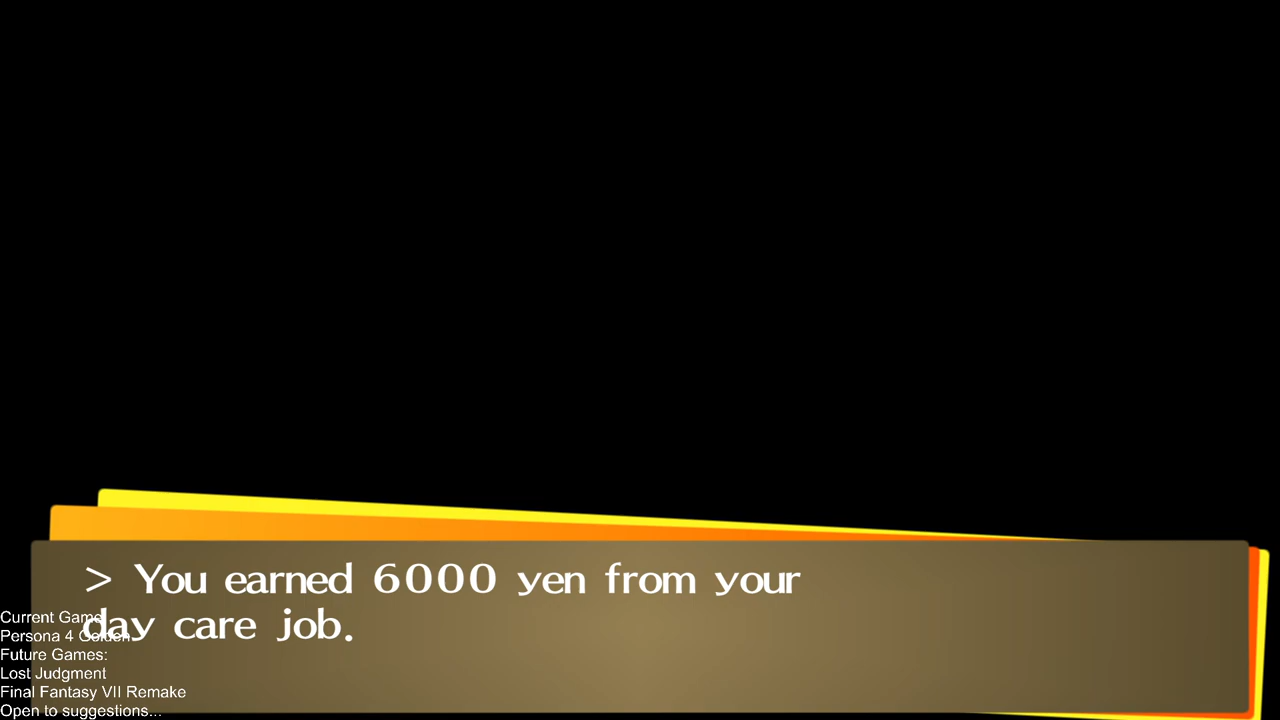 > You earned 6000 yen from your
day care job.
Current Game:
Persona 4 Golden
Future Games:
Lost Judgment
Final Fantasy VII Remake
Open to suggestions...